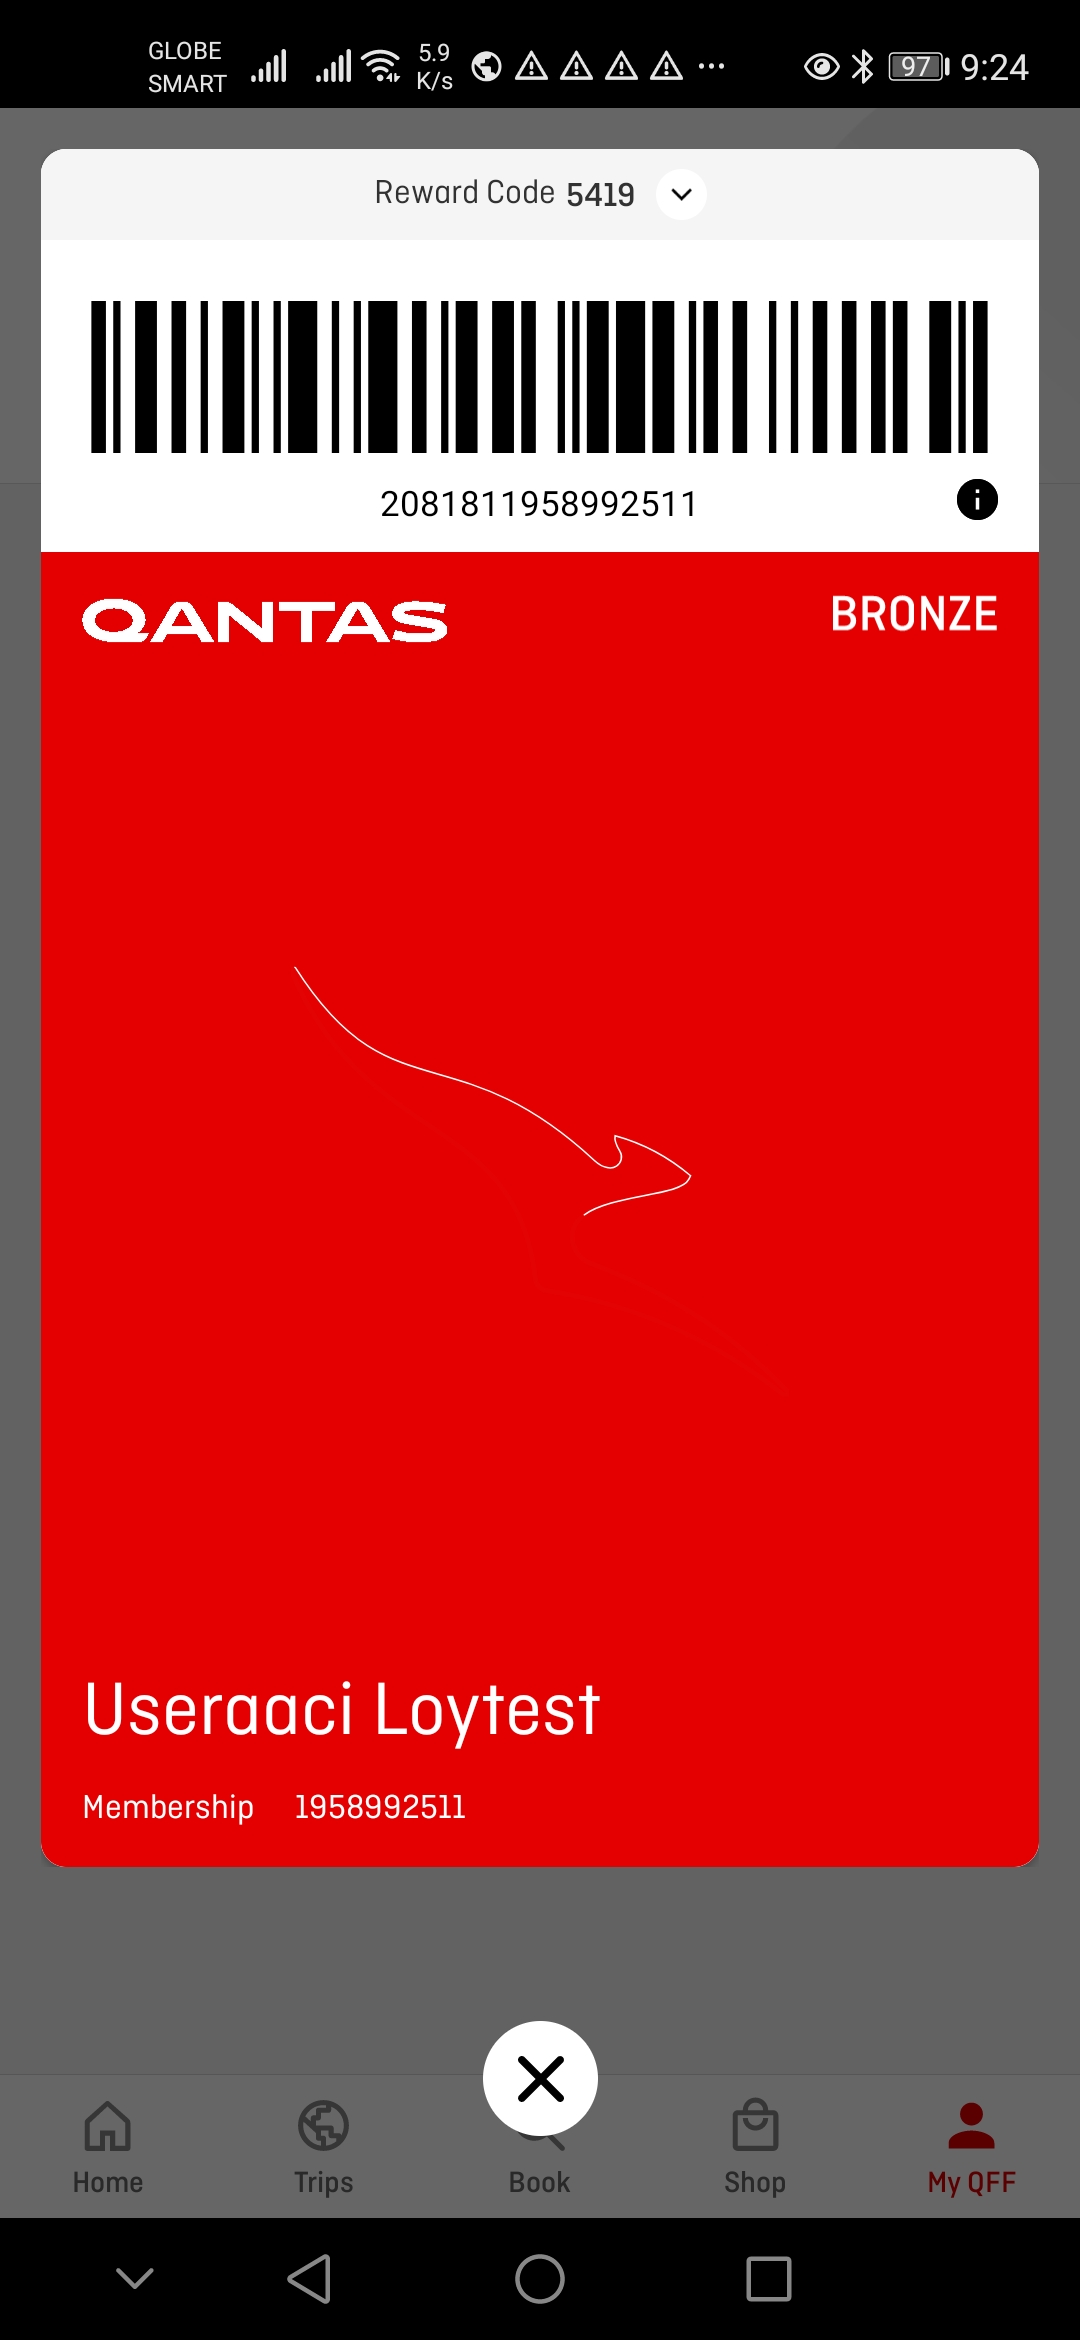 GLOBE
SMART
5.9
K/s
97
9:24
Reward Code 5419
2081811958992511
QANTAS
BRONZE
Useraaci Loytest
Membership 1958992511
Home
Trips
Book
Shop
My QFF